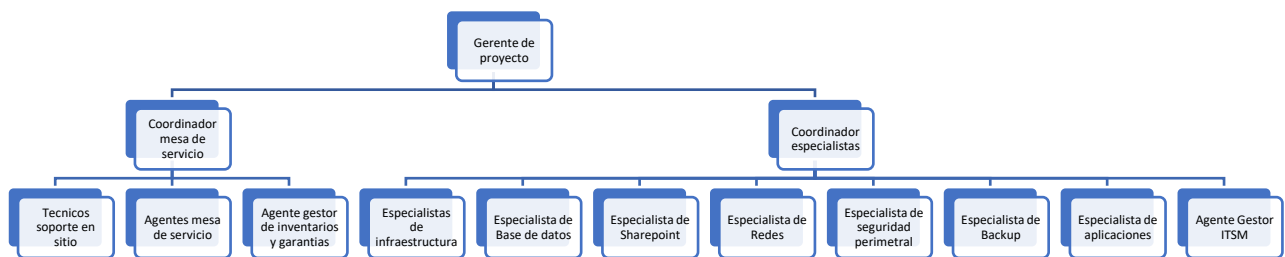 Gerente de
proyecto
Coordinador
mesa de
servicio
Coordinador
especialistas
Tecnicos
soporte en
sitio
Agentes mesa
de servicio
Agente gestor
de inventarios
y garantias
Especialistas
de
infraestructura
Especialista de
Base de datos
Especialista de
Sharepoint
Especialista de
Redes
Especialista de
seguridad
perimetral
Especialista de
Backup
Especialista de
aplicaciones
Agente Gestor
ITSM